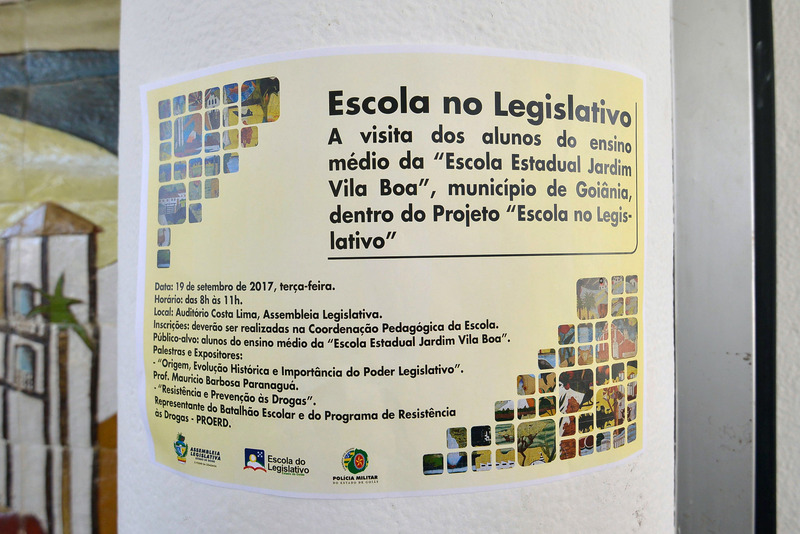 Escola no Legislativo
A visita dos alunos do ensino
médio da “Escola Estadual Jardim
Vila Boa”, município de Goiânia,
dentro do Projeto “Escola no Legis-
lativo”
Data: 19 de setembro de 2017, terça-feira.
Horário: das 8h às 11h.
Local: Auditório Costa Lima, Assembleia Legislativa.
Inscrições: deverão ser realizadas na Coordenação Pedagógica da Escola.
Público-alvo: alunos do ensino médio da “Escola Estadual Jardim Vila Boa”.
Palestras e Expositores:
- “Origem, Evolução Histórica e Importância do Poder Legislativo”.
Prof. Mauricio Barbosa Paranaguá.
- “Resistência e Prevenção às Drogas”.
Representante do Batalhão Escolar e do Programa de Resistência
às Drogas - PROERD.
ASSEMBLEIA
LEGISLATIVA
Escola do
Legislativo
POLÍCIA MILITAR
DO ESTADO DE GOIÁS